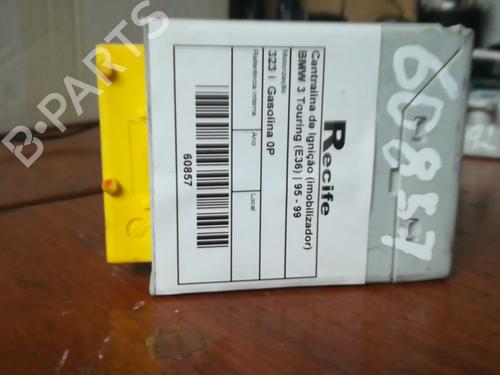 Recife
Cantralina de Ignição (imobilizador)
BMW 3 Touring (E36) | 95 - 99
Motorização
323 i Gasolina 0P
Referência Interna
Ano
Local
60857
60857
B-PARTS